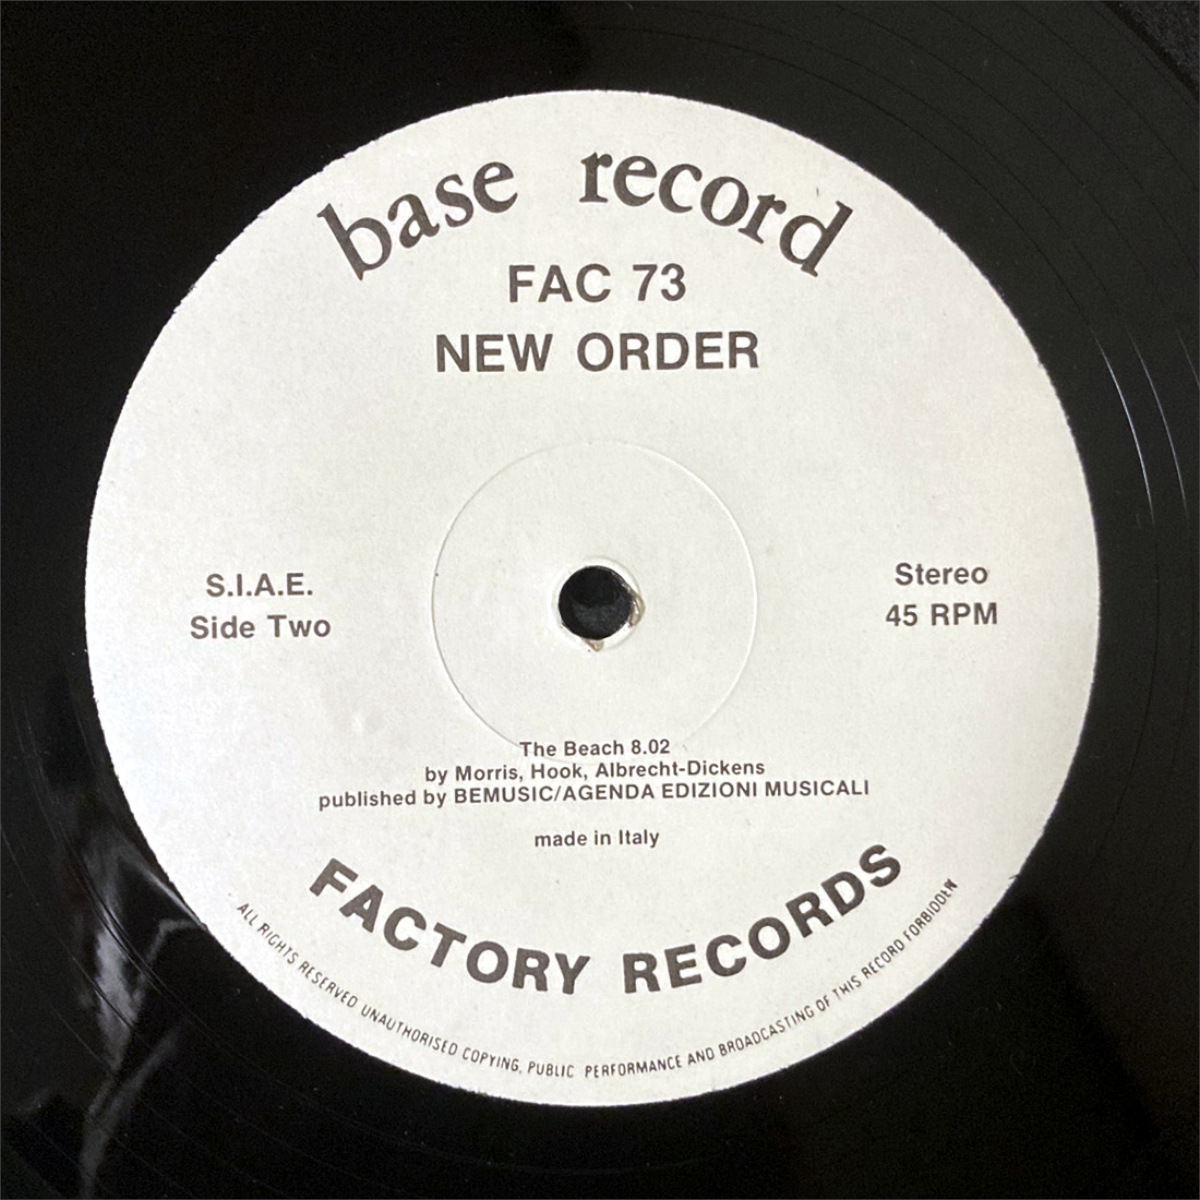 base record
FAC 73
NEW ORDER
S.I.A.E.
Side Two
Stereo
45 RPM
The Beach 8.02
by Morris, Hook, Albrecht-Dickens
published by BEMUSIC/AGENDA EDIZIONI MUSICALI
made in Italy
FACTORY RECORDS
ALL RIGHTS RESERVED UNAUTHORISED COPYING, PUBLIC PERFORMANCE AND BROADCASTING OF THIS RECORD FORBIDDEN